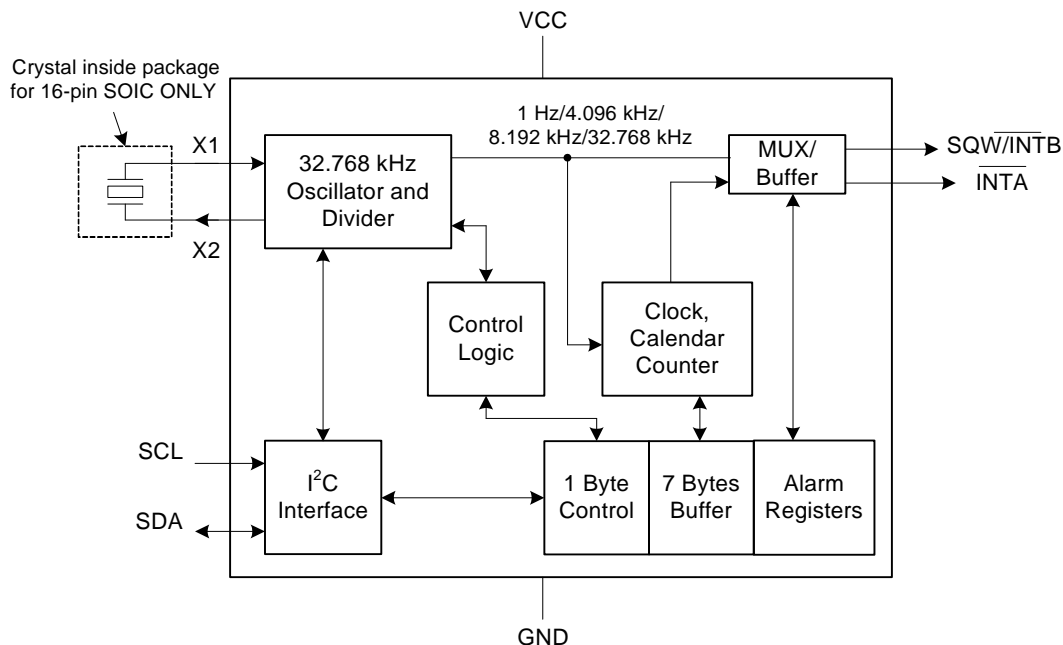 VCC
Crystal inside package
for 16-pin SOIC ONLY
1 Hz/4.096 kHz/
8.192 kHz/32.768 kHz
X1
32.768 kHz
Oscillator and
Divider
MUX/
Buffer
SQW/I̅N̅T̅B̅
I̅N̅T̅A̅
X2
Control
Logic
Clock,
Calendar
Counter
SCL
SDA
I²C
Interface
1 Byte
Control
7 Bytes
Buffer
Alarm
Registers
GND